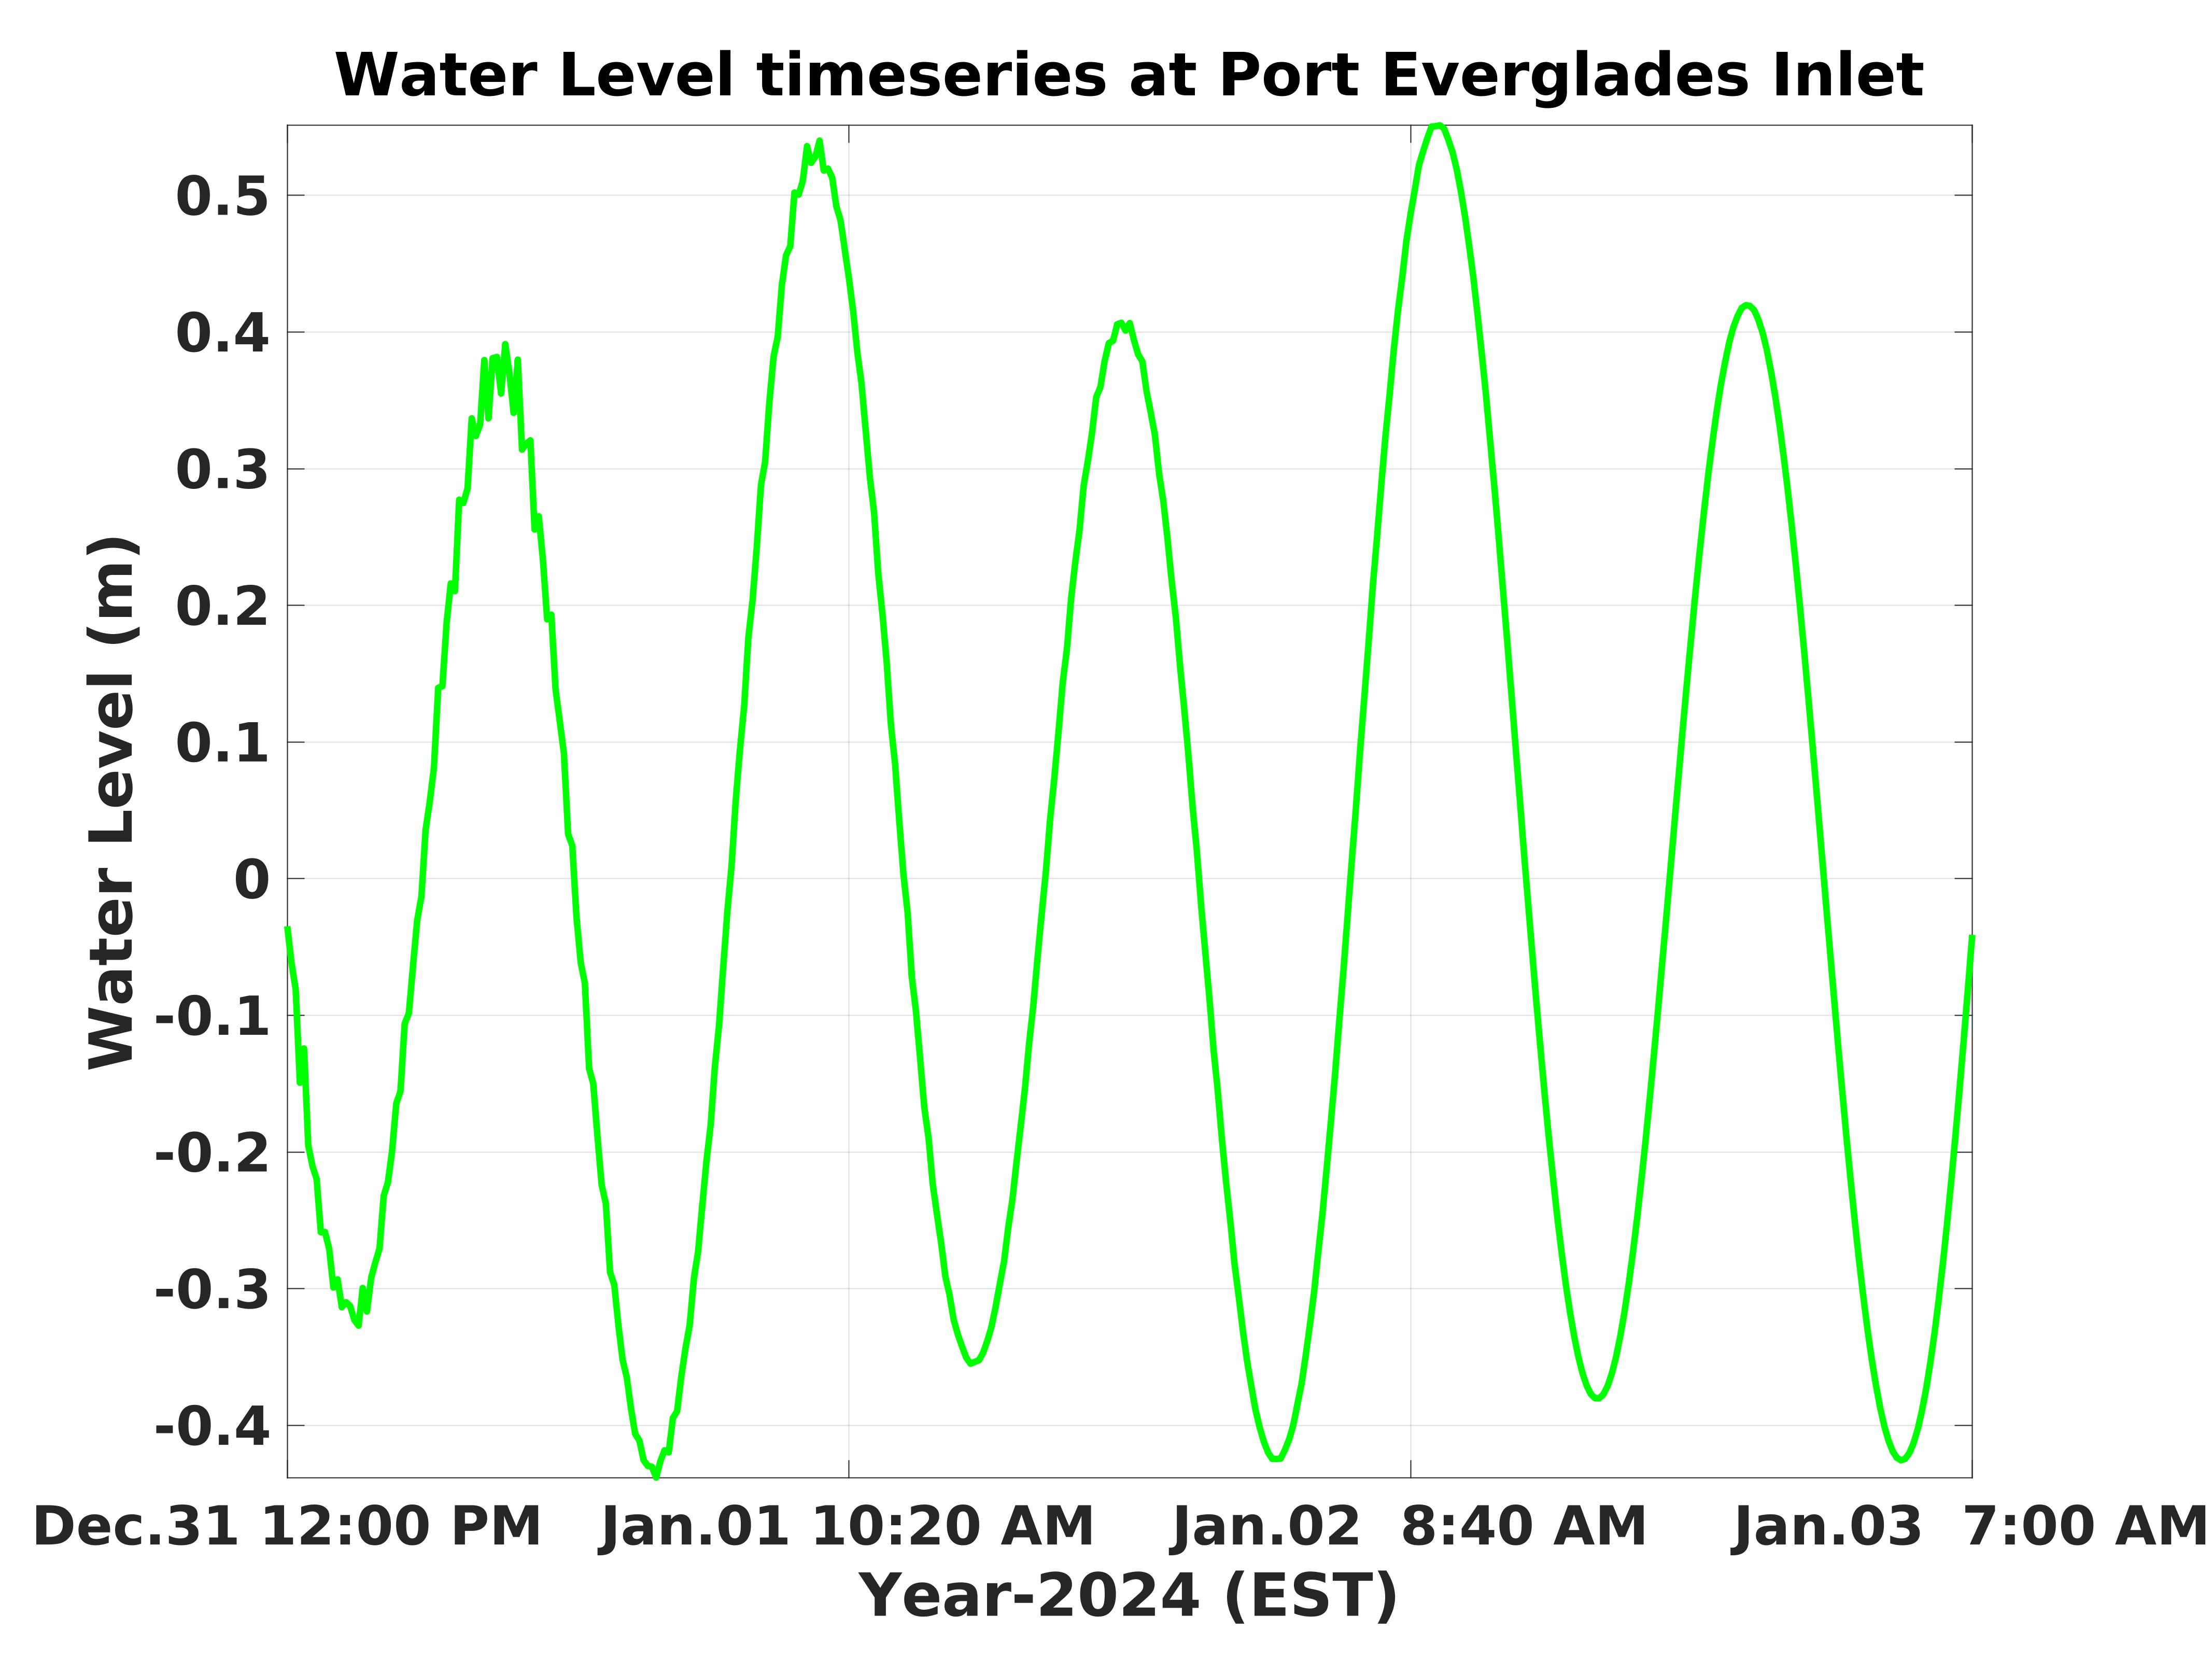 Water Level timeseries at Port Everglades Inlet
Water Level (m)
0.5
0.4
0.3
0.2
0.1
0
-0.1
-0.2
-0.3
-0.4
Dec.31 12:00 PM Jan.01 10:20 AM Jan.02 8:40 AM Jan.03 7:00 AM
Year-2024 (EST)